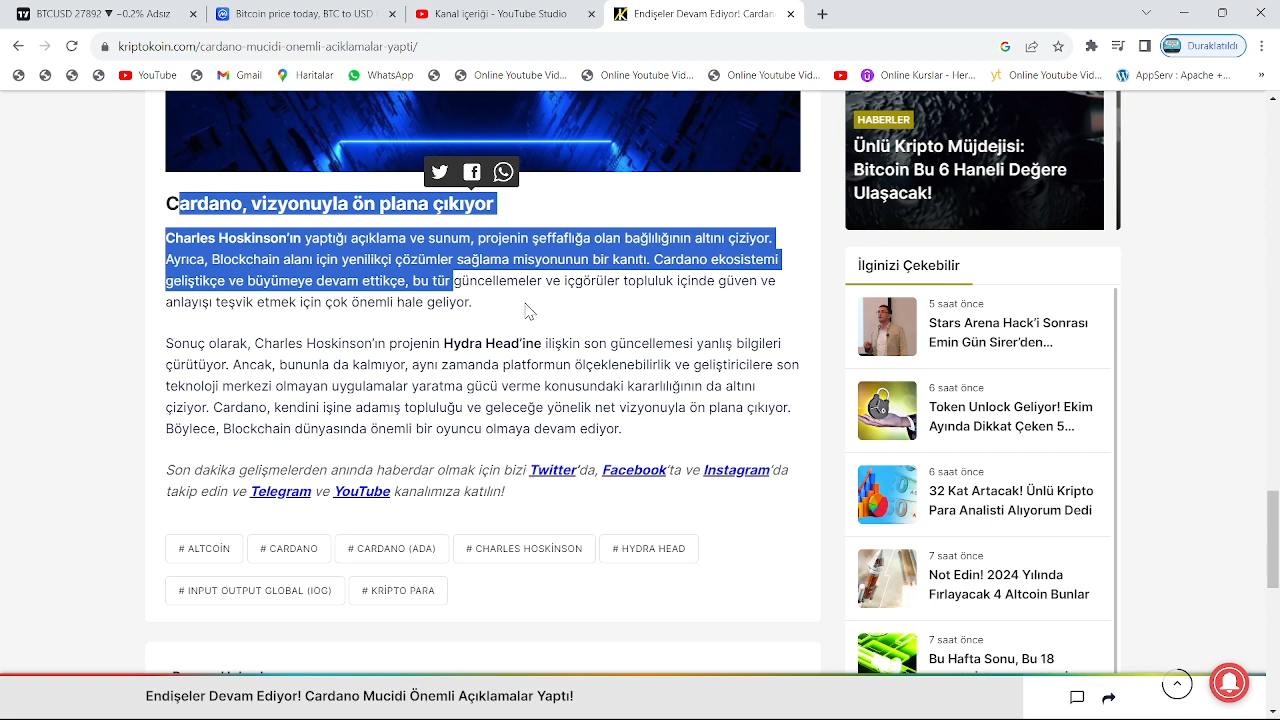 BTCUSD 27892 ▼ −0.2% Adsız
Bitcoin price today, BTC to USD
Kanal içeriği - YouTube Studio
Endişeler Devam Ediyor! Cardano
kriptokoin.com/cardano-mucidi-onemli-aciklamalar-yapti/
Duraklatıldı
YouTube
Gmail
Haritalar
WhatsApp
Online Youtube Vid...
Online Youtube Vid...
Online Youtube Vid...
Online Kurslar - Her...
Online Youtube Vid...
AppServ : Apache +...
»
Cardano, vizyonuyla ön plana çıkıyor
Charles Hoskinson’ın yaptığı açıklama ve sunum, projenin şeffaflığa olan bağlılığının altını çiziyor.
Ayrıca, Blockchain alanı için yenilikçi çözümler sağlama misyonunun bir kanıtı. Cardano ekosistemi
geliştikçe ve büyümeye devam ettikçe, bu tür güncellemeler ve içgörüler topluluk içinde güven ve
anlayışı teşvik etmek için çok önemli hale geliyor.
Sonuç olarak, Charles Hoskinson’ın projenin Hydra Head’ine ilişkin son güncellemesi yanlış bilgileri
çürütüyor. Ancak, bununla da kalmıyor, aynı zamanda platformun ölçeklenebilirlik ve geliştiricilere son
teknoloji merkezi olmayan uygulamalar yaratma gücü verme konusundaki kararlılığının da altını
çiziyor. Cardano, kendini işine adamış topluluğu ve geleceğe yönelik net vizyonuyla ön plana çıkıyor.
Böylece, Blockchain dünyasında önemli bir oyuncu olmaya devam ediyor.
Son dakika gelişmelerden anında haberdar olmak için bizi Twitter’da, Facebook’ta ve Instagram’da
takip edin ve Telegram ve YouTube kanalımıza katılın!
# ALTCOİN
# CARDANO
# CARDANO (ADA)
# CHARLES HOSKİNSON
# HYDRA HEAD
# INPUT OUTPUT GLOBAL (IOG)
# KRİPTO PARA
HABERLER
Ünlü Kripto Müjdejisi:
Bitcoin Bu 6 Haneli Değere
Ulaşacak!
İlginizi Çekebilir
5 saat önce
Stars Arena Hack’i Sonrası
Emin Gün Sirer’den...
6 saat önce
Token Unlock Geliyor! Ekim
Ayında Dikkat Çeken 5...
6 saat önce
32 Kat Artacak! Ünlü Kripto
Para Analisti Alıyorum Dedi
7 saat önce
Not Edin! 2024 Yılında
Fırlayacak 4 Altcoin Bunlar
7 saat önce
Bu Hafta Sonu, Bu 18
Endişeler Devam Ediyor! Cardano Mucidi Önemli Açıklamalar Yaptı!